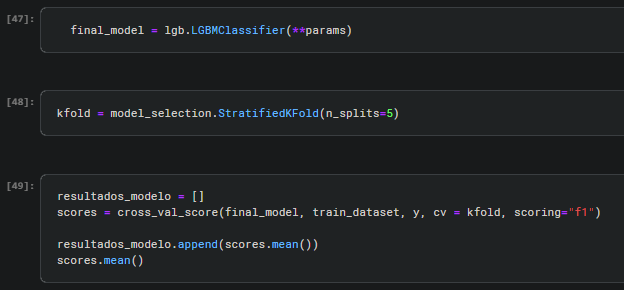 [47]:
final_model = lgb.LGBMClassifier(**params)
[48]:
kfold = model_selection.StratifiedKFold(n_splits=5)
[49]:
resultados_modelo = []
scores = cross_val_score(final_model, train_dataset, y, cv = kfold, scoring="f1")
resultados_modelo.append(scores.mean())
scores.mean()